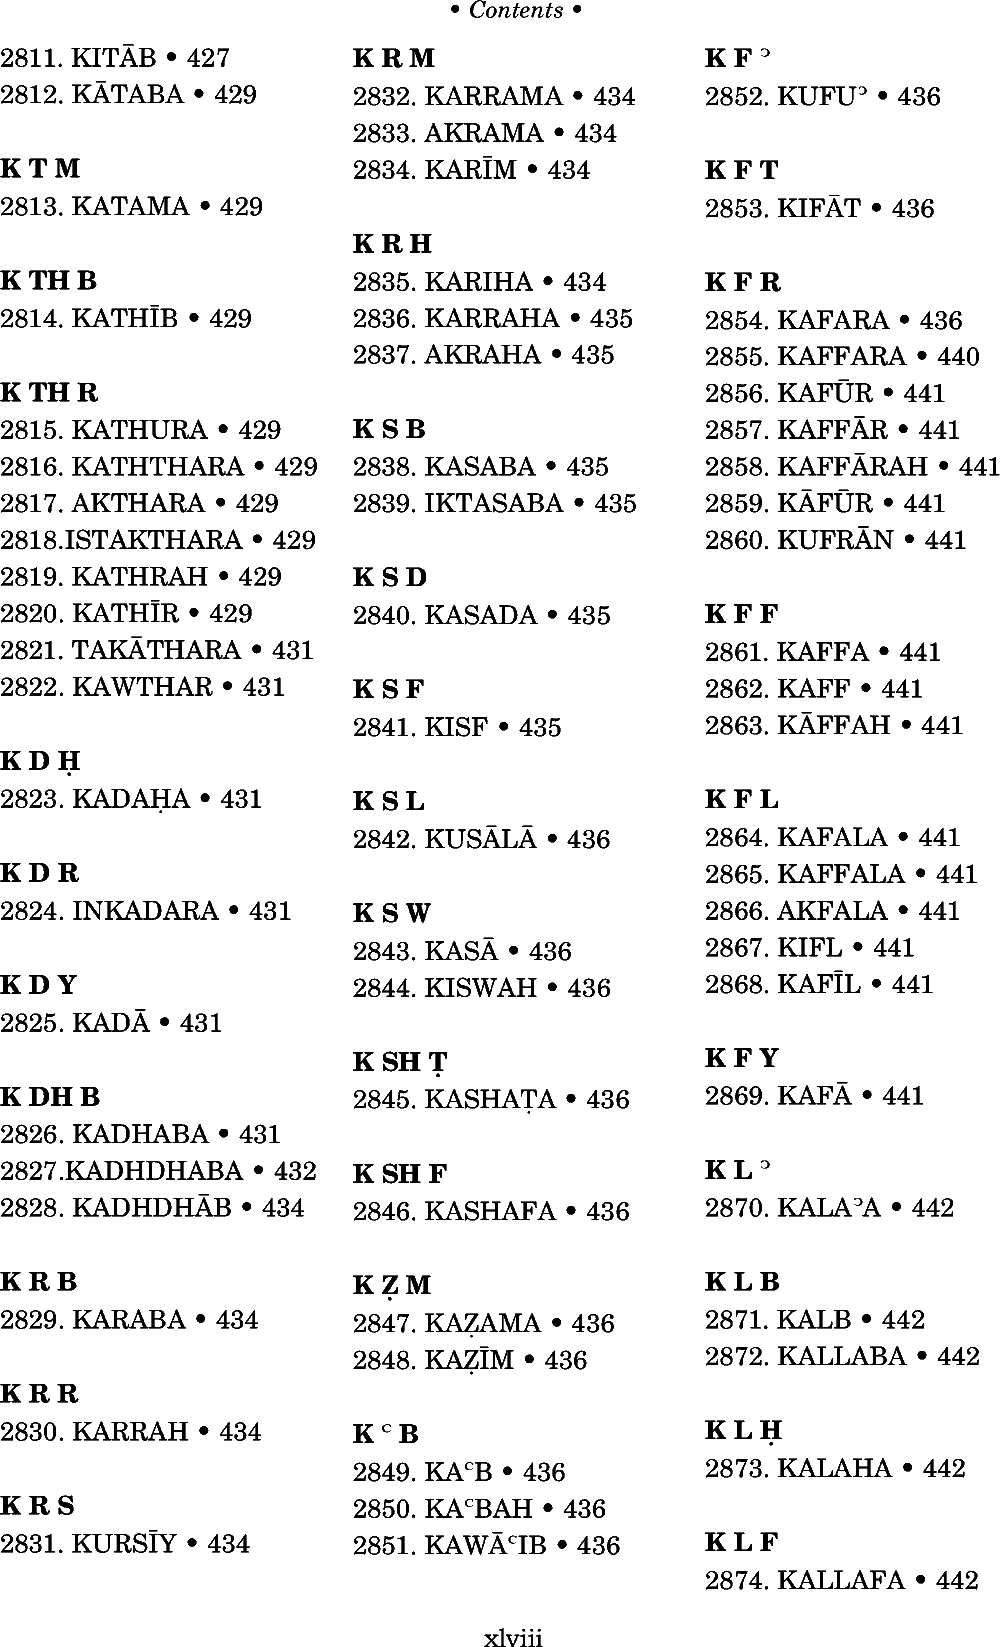 • Contents •
2811. KITĀB • 427
2812. KĀTABA • 429
K T M
2813. KATAMA • 429
K TH B
2814. KATHĪB • 429
K TH R
2815. KATHURA • 429
2816. KATHTHARA • 429
2817. AKTHARA • 429
2818.ISTAKTHARA • 429
2819. KATHRAH • 429
2820. KATHĪR • 429
2821. TAKĀTHARA • 431
2822. KAWTHAR • 431
K D Ḥ
2823. KADAḤA • 431
K D R
2824. INKADARA • 431
K D Y
2825. KADĀ • 431
K DH B
2826. KADHABA • 431
2827.KADHDHABA • 432
2828. KADHDHĀB • 434
K R B
2829. KARABA • 434
K R R
2830. KARRAH • 434
K R S
2831. KURSĪY • 434
K R M
2832. KARRAMA • 434
2833. AKRAMA • 434
2834. KARĪM • 434
K R H
2835. KARIHA • 434
2836. KARRAHA • 435
2837. AKRAHA • 435
K S B
2838. KASABA • 435
2839. IKTASABA • 435
K S D
2840. KASADA • 435
K S F
2841. KISF • 435
K S L
2842. KUSĀLĀ • 436
K S W
2843. KASĀ • 436
2844. KISWAH • 436
K SH Ṭ
2845. KASHAṬA • 436
K SH F
2846. KASHAFA • 436
K Ẓ M
2847. KAẒAMA • 436
2848. KAẒĪM • 436
K ᶜ B
2849. KAᶜB • 436
2850. KAᶜBAH • 436
2851. KAWĀᶜIB • 436
K F ᵓ
2852. KUFUᵓ • 436
K F T
2853. KIFĀT • 436
K F R
2854. KAFARA • 436
2855. KAFFARA • 440
2856. KAFŪR • 441
2857. KAFFĀR • 441
2858. KAFFĀRAH • 441
2859. KĀFŪR • 441
2860. KUFRĀN • 441
K F F
2861. KAFFA • 441
2862. KAFF • 441
2863. KĀFFAH • 441
K F L
2864. KAFALA • 441
2865. KAFFALA • 441
2866. AKFALA • 441
2867. KIFL • 441
2868. KAFĪL • 441
K F Y
2869. KAFĀ • 441
K L ᵓ
2870. KALAᵓA • 442
K L B
2871. KALB • 442
2872. KALLABA • 442
K L Ḥ
2873. KALAHA • 442
K L F
2874. KALLAFA • 442
xlviii